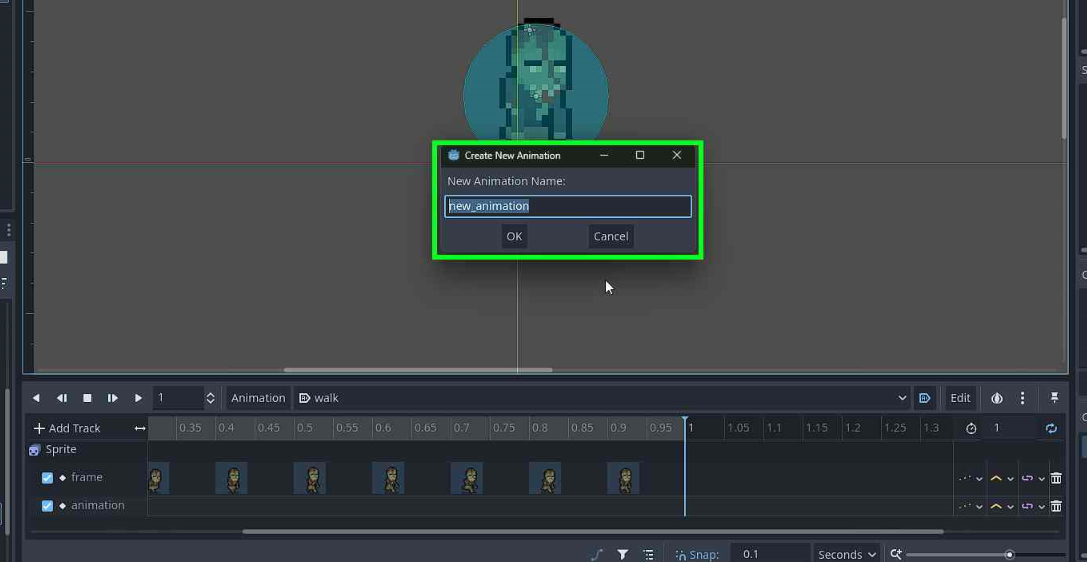 Create New Animation
New Animation Name:
new_animation
OK Cancel
1 Animation walk Edit
Add Track 0.35 0.4 0.45 0.5 0.55 0.6 0.65 0.7 0.75 0.8 0.85 0.9 0.95 1 1.05 1.1 1.15 1.2 1.25 1.3 1
Sprite
frame
animation
Snap: 0.1 Seconds